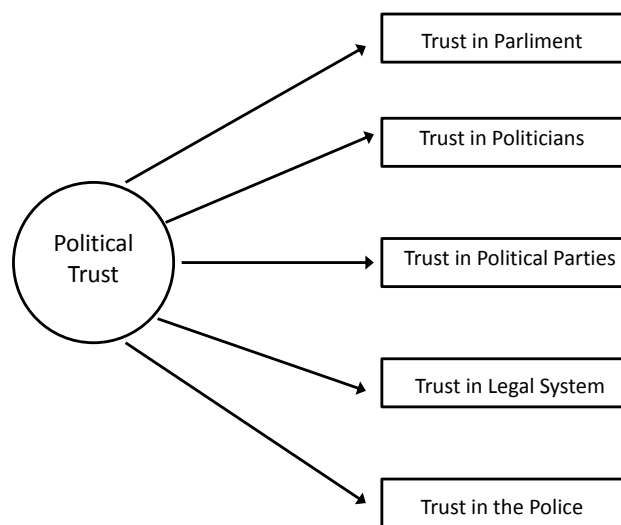 Trust in Parliment
Trust in Politicians
Political
Trust
Trust in Political Parties
Trust in Legal System
Trust in the Police